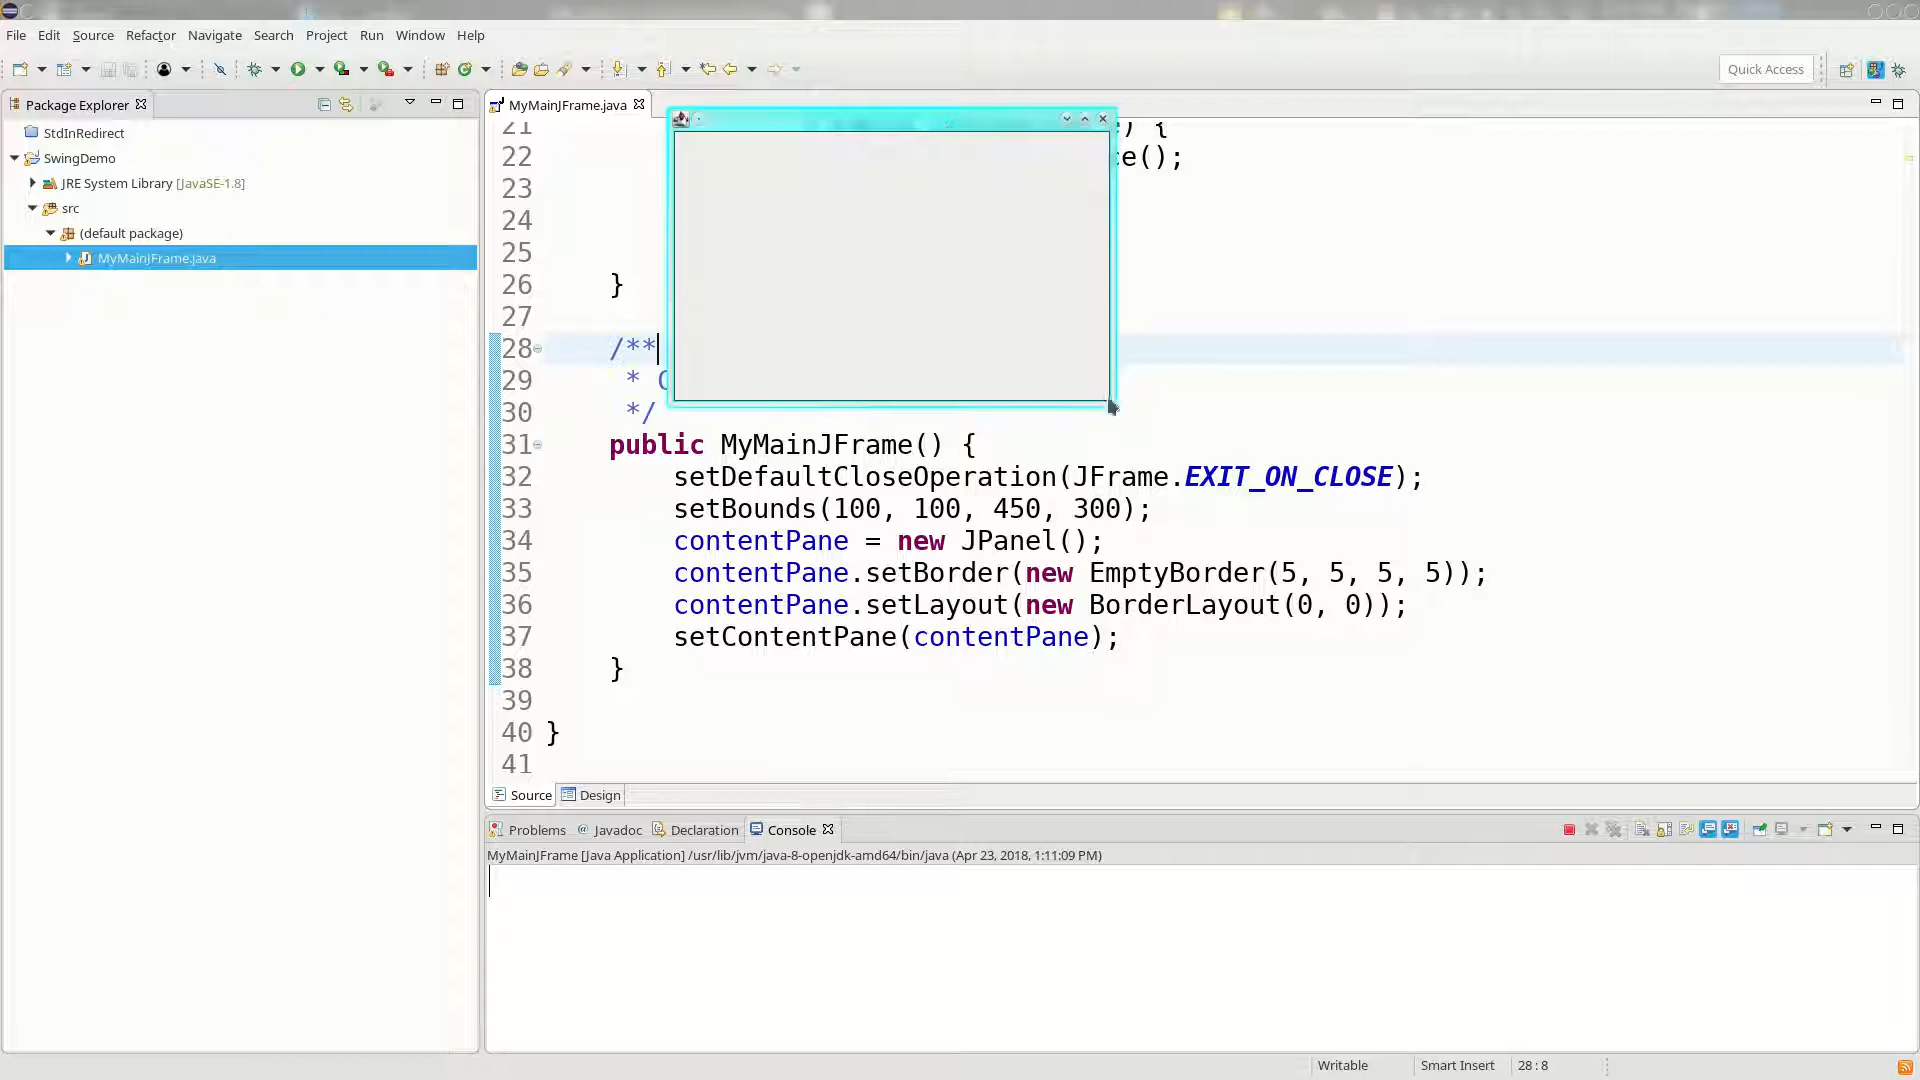 File Edit Source Refactor Navigate Search Project Run Window Help
Quick Access
Package Explorer
MyMainJFrame.java
StdInRedirect
SwingDemo
JRE System Library [JavaSE-1.8]
src
(default package)
MyMainJFrame.java
21 ) {
22 ce();
23
24
25
26 }
27
28 /**
29 * C
30 */
31 public MyMainJFrame() {
32 setDefaultCloseOperation(JFrame.EXIT_ON_CLOSE);
33 setBounds(100, 100, 450, 300);
34 contentPane = new JPanel();
35 contentPane.setBorder(new EmptyBorder(5, 5, 5, 5));
36 contentPane.setLayout(new BorderLayout(0, 0));
37 setContentPane(contentPane);
38 }
39
40 }
41
Source Design
Problems Javadoc Declaration Console
MyMainJFrame [Java Application] /usr/lib/jvm/java-8-openjdk-amd64/bin/java (Apr 23, 2018, 1:11:09 PM)
Writable Smart Insert 28 : 8